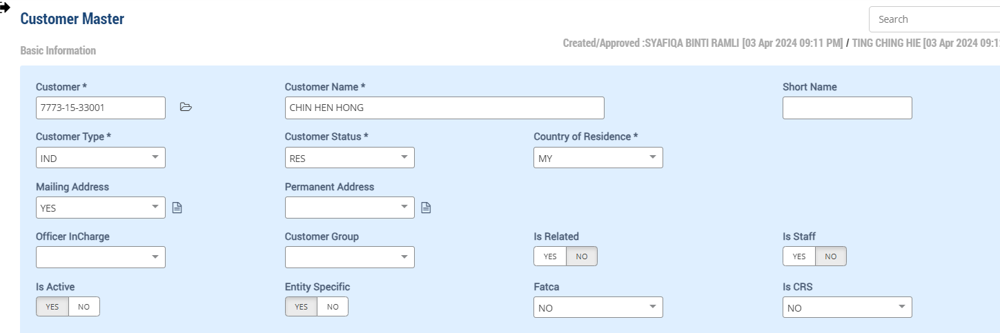 Customer Master
Search
Basic Information
Created/Approved :SYAFIQA BINTI RAMLI [03 Apr 2024 09:11 PM] / TING CHING HIE [03 Apr 2024 09:1
Customer * Customer Name * Short Name
7773-15-33001 CHIN HEN HONG
Customer Type * Customer Status * Country of Residence *
IND RES MY
Mailing Address Permanent Address
YES
Officer InCharge Customer Group Is Related Is Staff
YES NO YES NO
Is Active Entity Specific Fatca Is CRS
YES NO YES NO NO NO